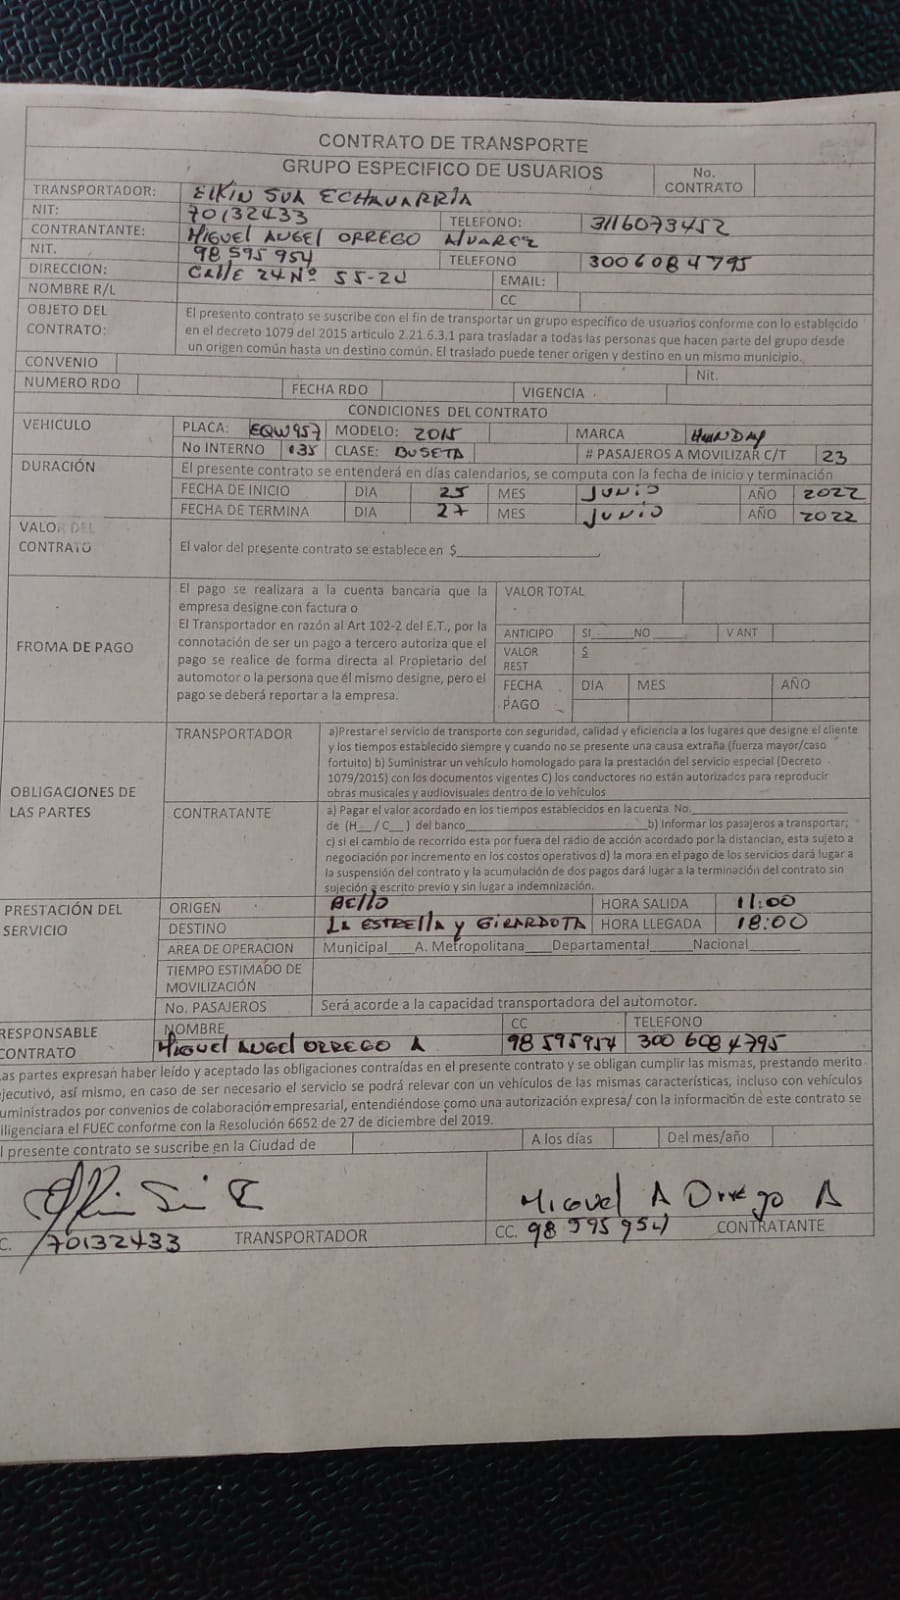 CONTRATO DE TRANSPORTE
GRUPO ESPECIFICO DE USUARIOS No. CONTRATO
TRANSPORTADOR: ELKIN SUA ECHAVARRÍA
NIT: 70132433 TELEFONO: 3116073452
CONTRANTANTE: MIGUEL ANGEL ORREGO ALVAREZ
NIT. 98 595 954 TELEFONO 3006084795
DIRECCION: CALLE 24 Nº 55-24 EMAIL:
NOMBRE R/L CC
OBJETO DEL CONTRATO: El presento contrato se suscribe con el fin de transportar un grupo específico de usuarios conforme con lo establecido
en el decreto 1079 del 2015 articulo 2.21.6.3.1 para trasladar a todas las personas que hacen parte del grupo desde
un origen común hasta un destino común. El traslado puede tener origen y destino en un mismo municipio.
CONVENIO Nit.
NUMERO RDO FECHA RDO VIGENCIA
CONDICIONES DEL CONTRATO
VEHICULO PLACA: EQW957 MODELO: 2015 MARCA
No INTERNO 035 CLASE: BUSETA # PASAJEROS A MOVILIZAR C/T 23
DURACIÓN El presente contrato se entenderá en días calendarios, se computa con la fecha de inicio y terminación
FECHA DE INICIO DIA 25 MES JUNIO AÑO 2022
FECHA DE TERMINA DIA 27 MES JUNIO AÑO 2022
VALOR DEL CONTRATO El valor del presente contrato se establece en $
FROMA DE PAGO
El pago se realizara a la cuenta bancaria que la
empresa designe con factura o
El Transportador en razón al Art 102-2 del E.T., por la
connotación de ser un pago a tercero autoriza que el
pago se realice de forma directa al Propietario del
automotor o la persona que él mismo designe, pero el
pago se deberá reportar a la empresa.
VALOR TOTAL
ANTICIPO SI____NO____ V ANT
VALOR REST $
FECHA PAGO DIA MES AÑO
OBLIGACIONES DE LAS PARTES
TRANSPORTADOR a)Prestar el servicio de transporte con seguridad, calidad y eficiencia a los lugares que designe el cliente
y los tiempos establecido siempre y cuando no se presente una causa extraña (fuerza mayor/caso
fortuito) b) Suministrar un vehículo homologado para la prestación del servicio especial (Decreto
1079/2015) con los documentos vigentes C) los conductores no están autorizados para reproducir
obras musicales y audiovisuales dentro de lo vehículos
CONTRATANTE a) Pagar el valor acordado en los tiempos establecidos en la cuenta No.____
de (H__/C__) del banco____b) Informar los pasajeros a transportar;
c) si el cambio de recorrido esta por fuera del radio de acción acordado por la distancian, esta sujeto a
negociación por incremento en los costos operativos d) la mora en el pago de los servicios dará lugar a
la suspensión del contrato y la acumulación de dos pagos dará lugar a la terminación del contrato sin
sujeción a escrito previo y sin lugar a indemnización.
PRESTACIÓN DEL SERVICIO
ORIGEN BELLO HORA SALIDA 11:00
DESTINO LA ESTRELLA y GIRARDOTA HORA LLEGADA 18:00
AREA DE OPERACION Municipal____A. Metropolitana____Departamental____Nacional____
TIEMPO ESTIMADO DE MOVILIZACIÓN
No. PASAJEROS Será acorde a la capacidad transportadora del automotor.
RESPONSABLE CONTRATO NOMBRE CC TELEFONO
MIGUEL ANGEL ORREGO A 98 595954 300 6084795
as partes expresan haber leído y aceptado las obligaciones contraídas en el presente contrato y se obligan cumplir las mismas, prestando merito
ejecutivo, así mismo, en caso de ser necesario el servicio se podrá relevar con un vehículos de las mismas características, incluso con vehículos
uministrados por convenios de colaboración empresarial, entendiéndose como una autorización expresa/ con la información de este contrato se
iligenciara el FUEC conforme con la Resolución 6652 de 27 de diciembre del 2019.
l presente contrato se suscribe en la Ciudad de A los días Del mes/año
Miguel A Orrego A
C. 70132433 TRANSPORTADOR CC. 98 595 954 CONTRATANTE